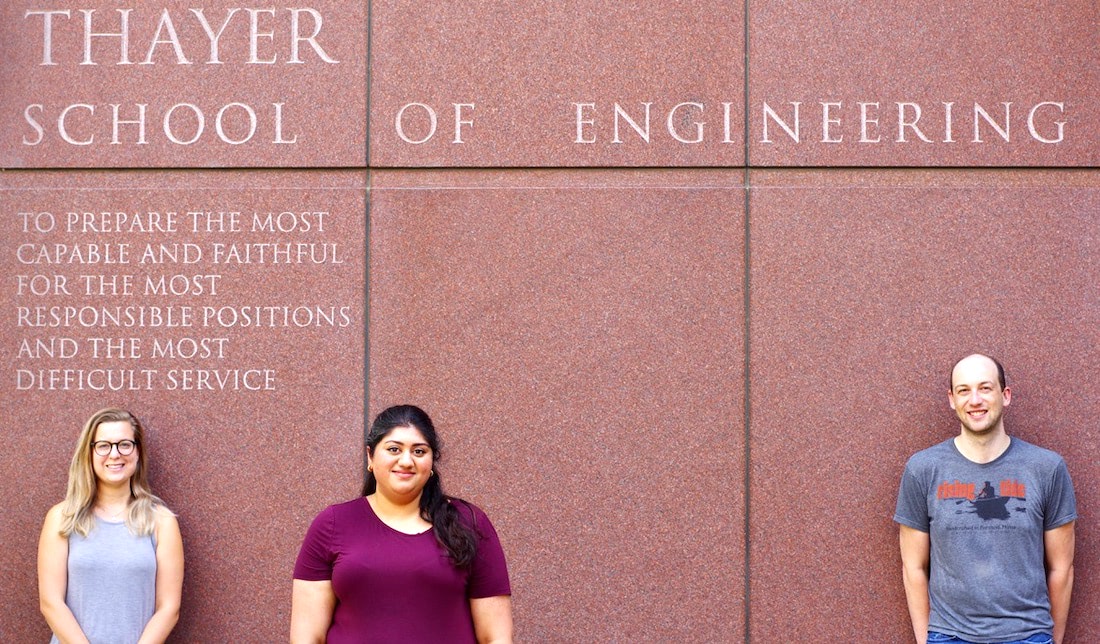 THAYER
SCHOOL OF ENGINEERING
TO PREPARE THE MOST
CAPABLE AND FAITHFUL
FOR THE MOST
RESPONSIBLE POSITIONS
AND THE MOST
DIFFICULT SERVICE